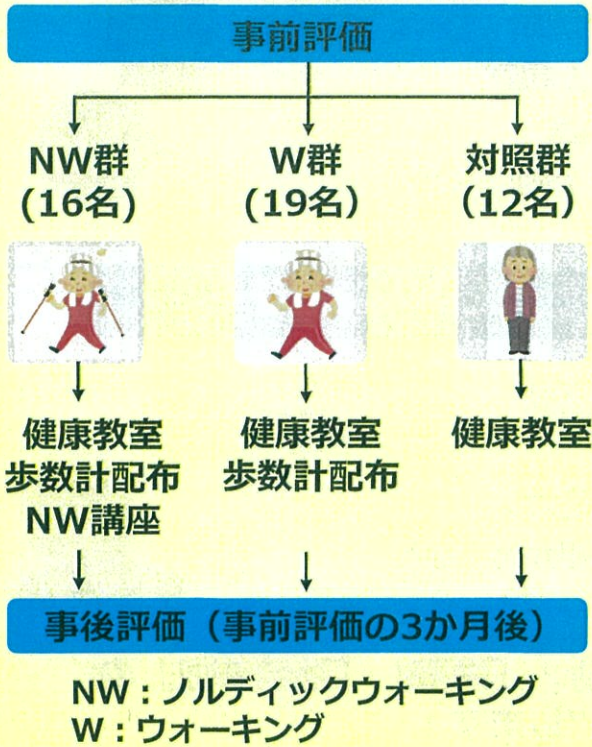 事前評価
NW群
(16名)
W群
(19名)
対照群
(12名)
健康教室
歩数計配布
NW講座
健康教室
歩数計配布
健康教室
事後評価（事前評価の3か月後）
NW：ノルディックウォーキング
W：ウォーキング